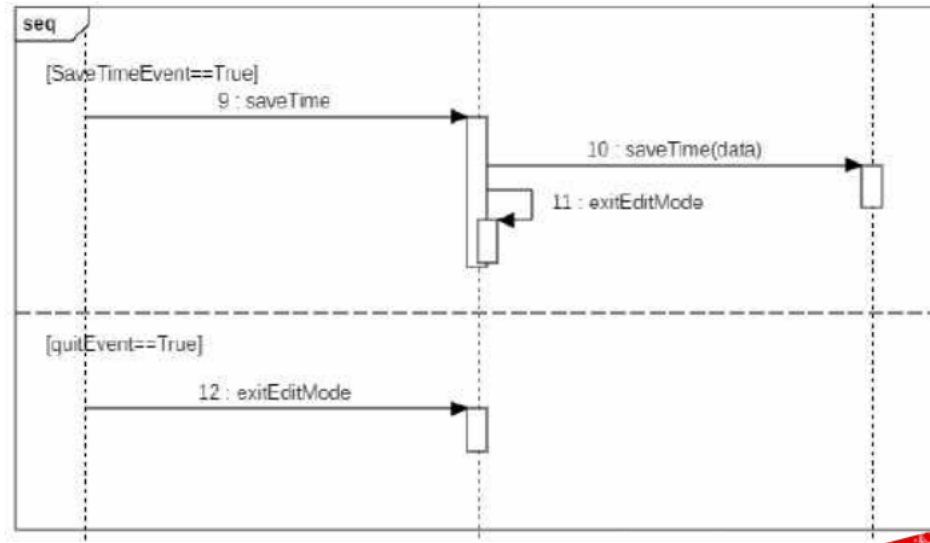 seq
[SaveTimeEvent==True]
9 : saveTime
10 : saveTime(data)
11 : exitEditMode
[quitEvent==True]
12 : exitEditMode